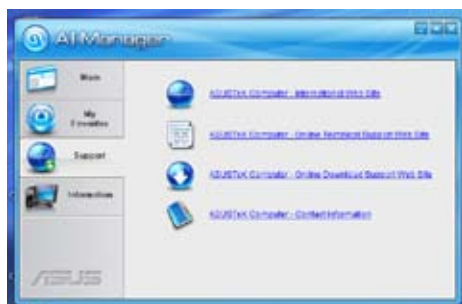 AI Manager
Main
My
Favorites
Support
Information
ASUSTeK Computer - International Web Site
ASUSTeK Computer - Online Technical Support Web Site
ASUSTeK Computer - Online Download Support Web Site
ASUSTeK Computer - Contact Information
ASUS